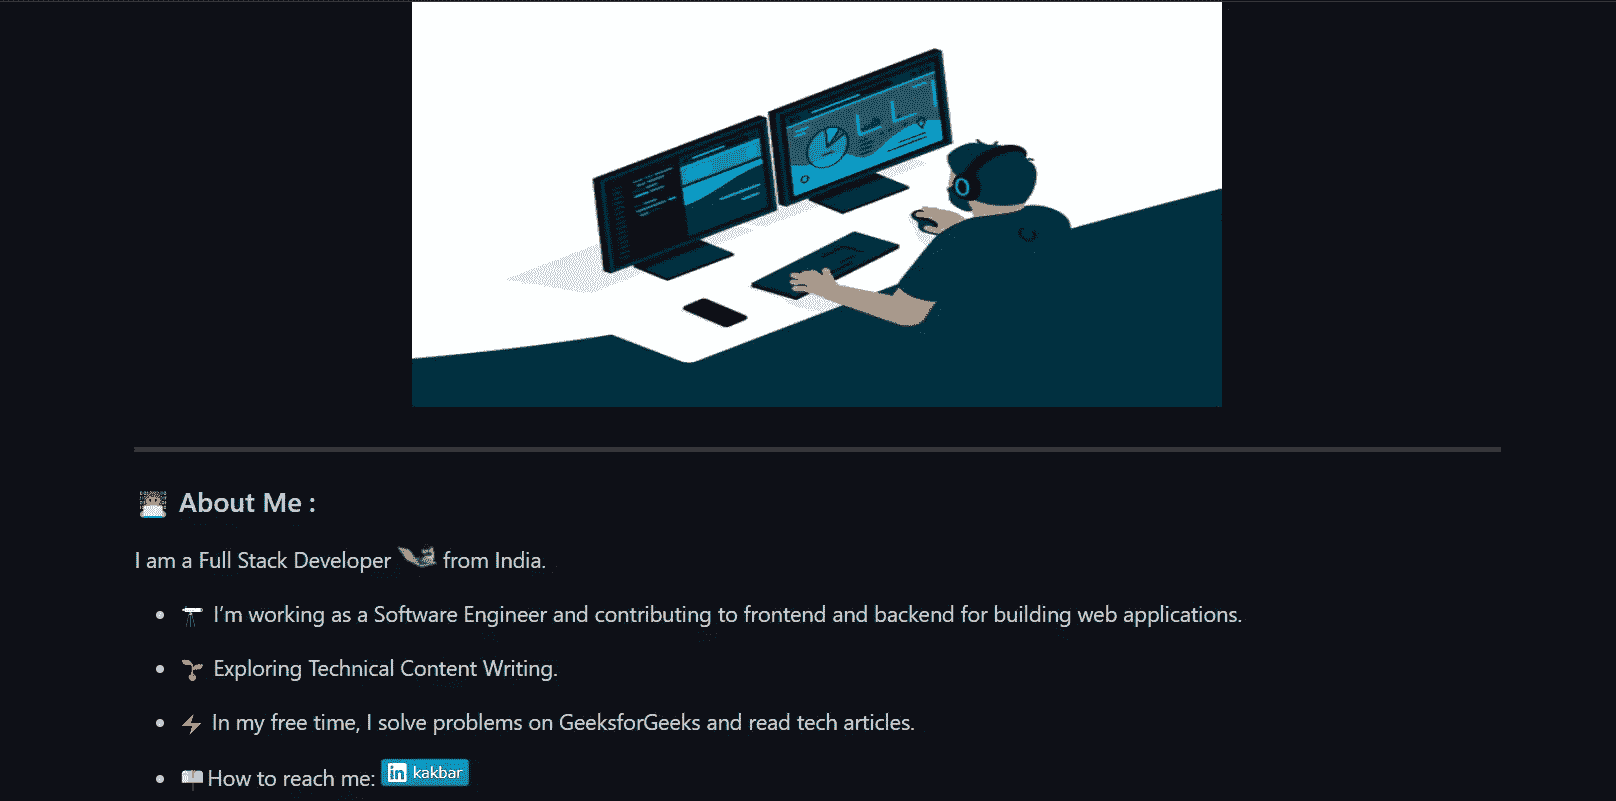 About Me :
I am a Full Stack Developer from India.
I’m working as a Software Engineer and contributing to frontend and backend for building web applications.
Exploring Technical Content Writing.
In my free time, I solve problems on GeeksforGeeks and read tech articles.
How to reach me: in kakbar